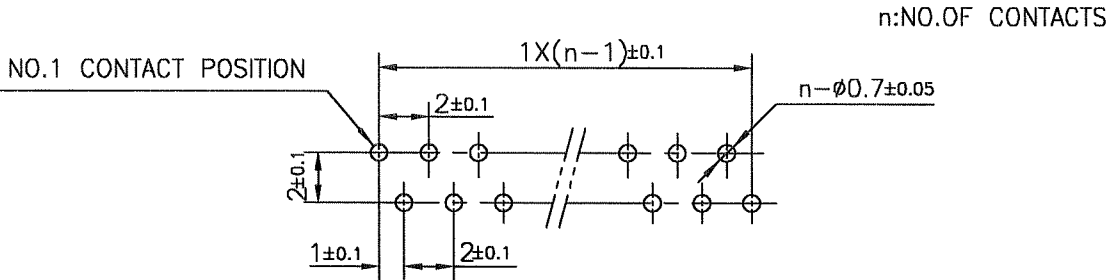 n:NO.OF CONTACTS
1X(n-1)±0.1
NO.1 CONTACT POSITION
n-Ø0.7±0.05
2±0.1
2±0.1
1±0.1
2±0.1